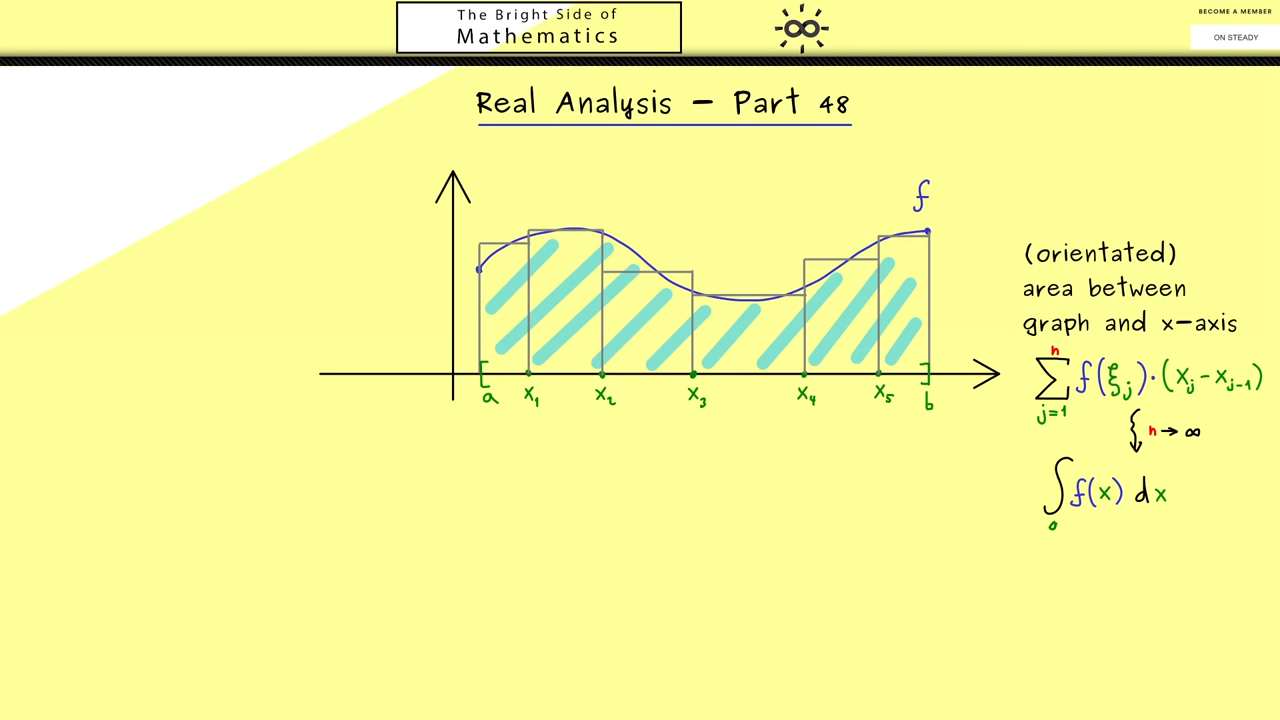 The Bright Side of
Mathematics
BECOME A MEMBER
ON STEADY
Real Analysis – Part 48
f
(orientated)
area between
graph and x-axis
a x₁ x₂ x₃ x₄ x₅ b
n
∑ f(ξⱼ)·(xⱼ – xⱼ₋₁)
j=1
n → ∞
∫ f(x) dx